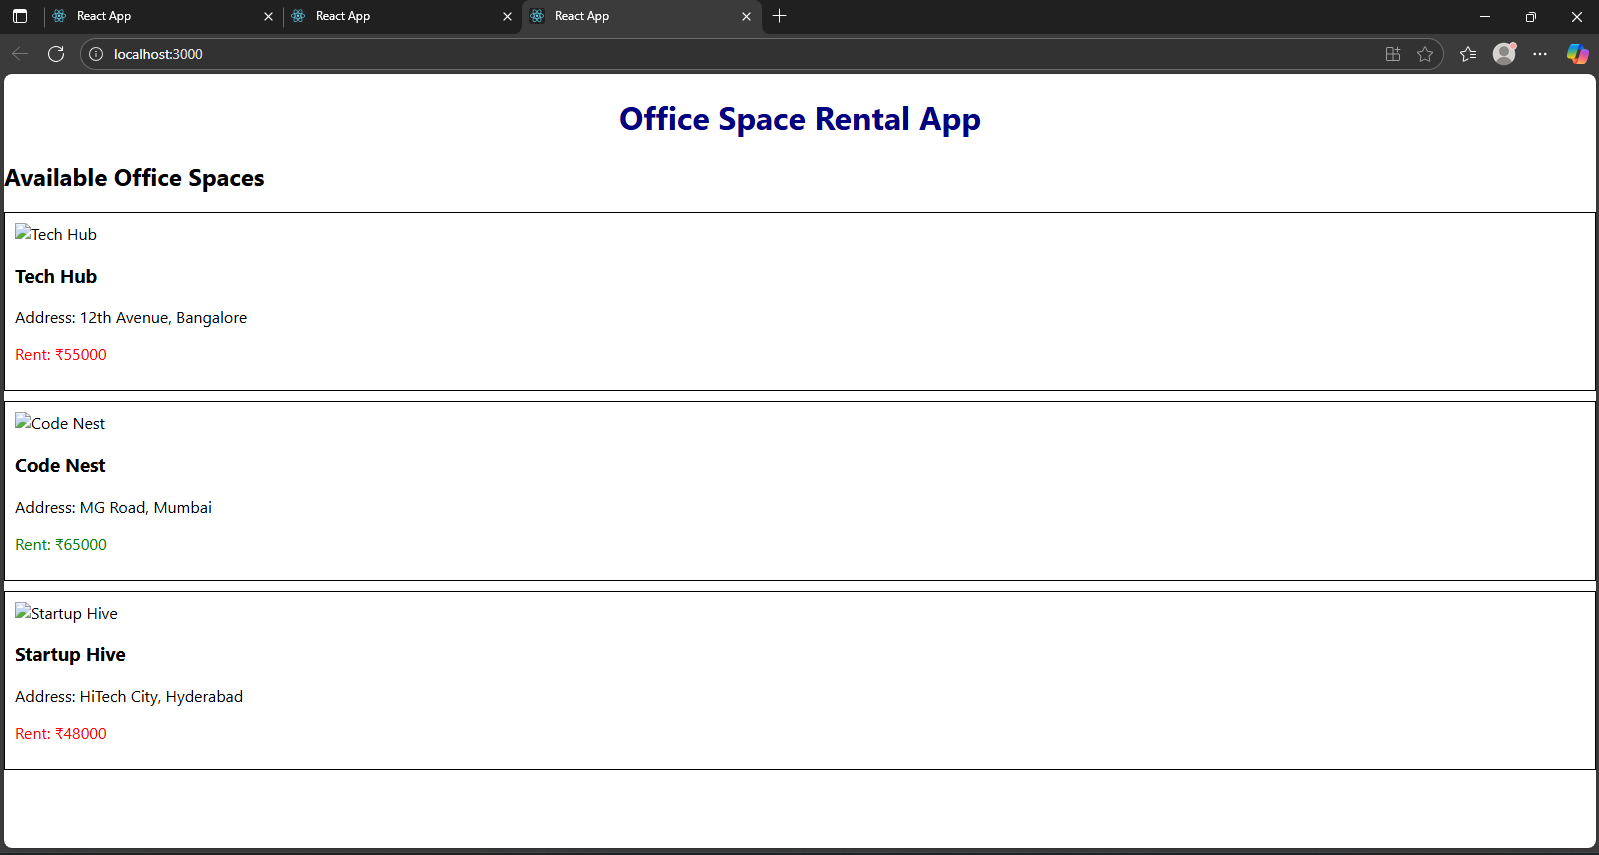 React App
React App
React App
localhost:3000
Office Space Rental App
Available Office Spaces
Tech Hub
Tech Hub
Address: 12th Avenue, Bangalore
Rent: ₹55000
Code Nest
Code Nest
Address: MG Road, Mumbai
Rent: ₹65000
Startup Hive
Startup Hive
Address: HiTech City, Hyderabad
Rent: ₹48000